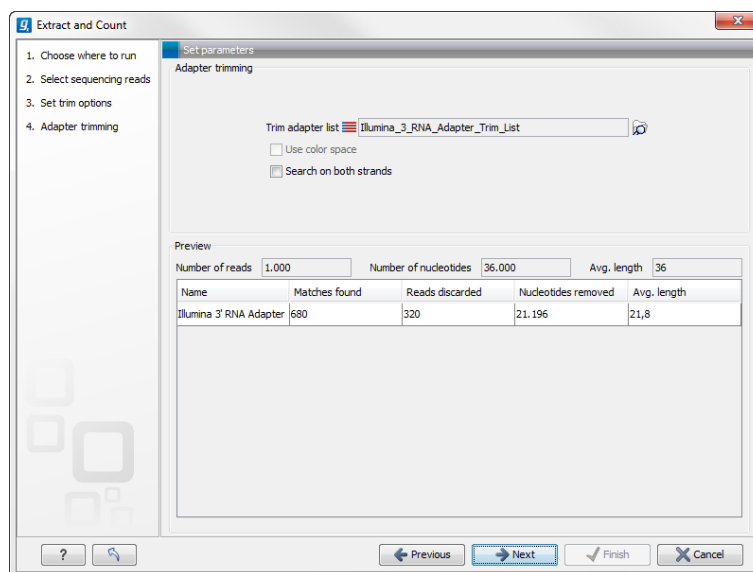 Extract and Count
1. Choose where to run
2. Select sequencing reads
3. Set trim options
4. Adapter trimming
Set parameters
Adapter trimming
Trim adapter list Illumina_3_RNA_Adapter_Trim_List
Use color space
Search on both strands
Preview
Number of reads 1.000 Number of nucleotides 36.000 Avg. length 36
Name Matches found Reads discarded Nucleotides removed Avg. length
Illumina 3' RNA Adapter 680 320 21.196 21,8
? Previous Next Finish Cancel